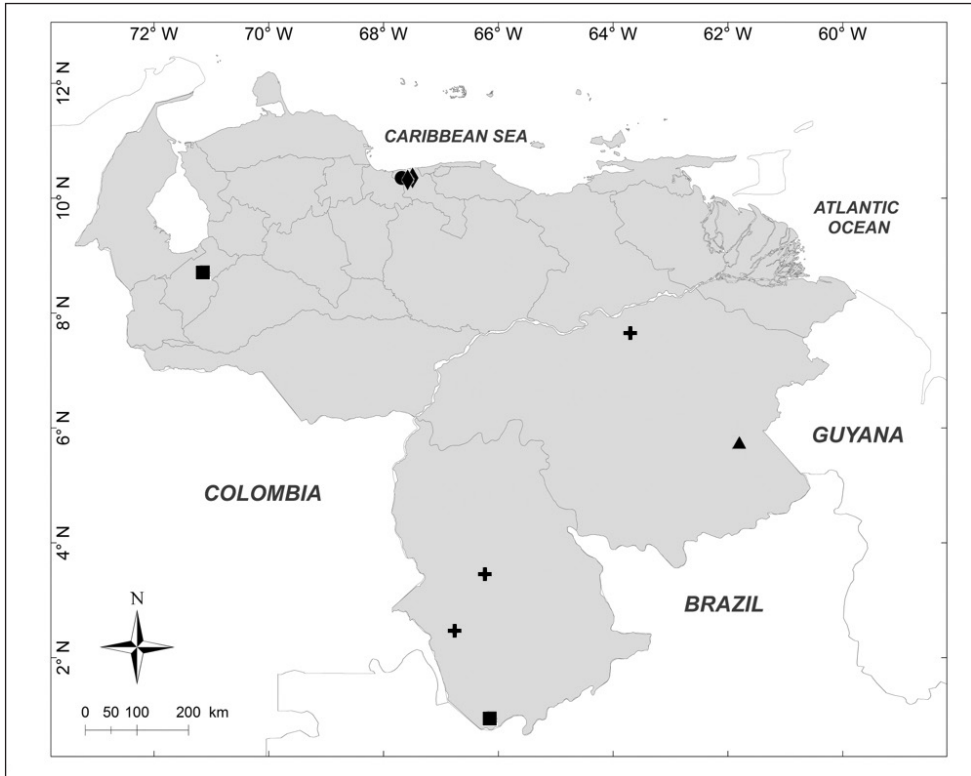 72° W 70° W 68° W 66° W 64° W 62° W 60° W
12° N
10° N
8° N
6° N
4° N
2° N
CARIBBEAN SEA
ATLANTIC
OCEAN
GUYANA
COLOMBIA
BRAZIL
N
0 50 100 200 km